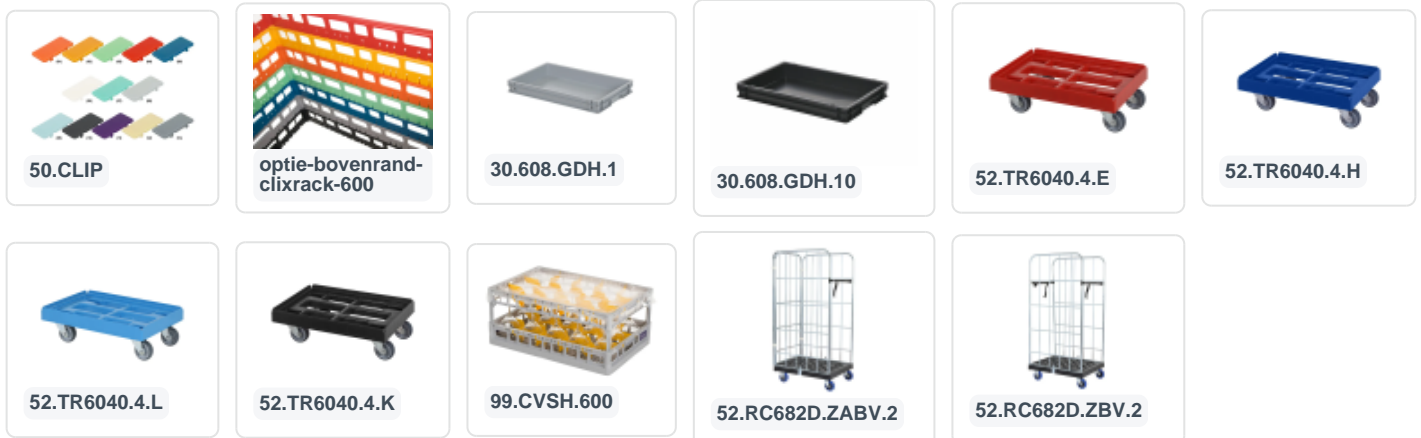 50.CLIP
optie-bovenrand-
clixrack-600
30.608.GDH.1
30.608.GDH.10
52.TR6040.4.E
52.TR6040.4.H
52.TR6040.4.L
52.TR6040.4.K
99.CVSH.600
52.RC682D.ZABV.2
52.RC682D.ZBV.2